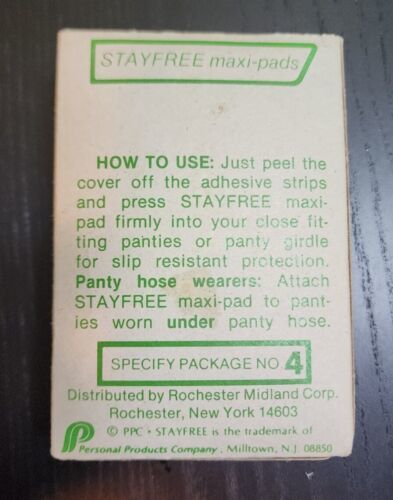 STAYFREE maxi-pads
HOW TO USE: Just peel the
cover off the adhesive strips
and press STAYFREE maxi-
pad firmly into your close fit-
ting panties or panty girdle
for slip resistant protection.
Panty hose wearers: Attach
STAYFREE maxi-pad to pant-
ies worn under panty hose.
SPECIFY PACKAGE NO 4
Distributed by Rochester Midland Corp.
Rochester, New York 14603
© PPC • STAYFREE is the trademark of
Personal Products Company, Milltown, N.J. 08850